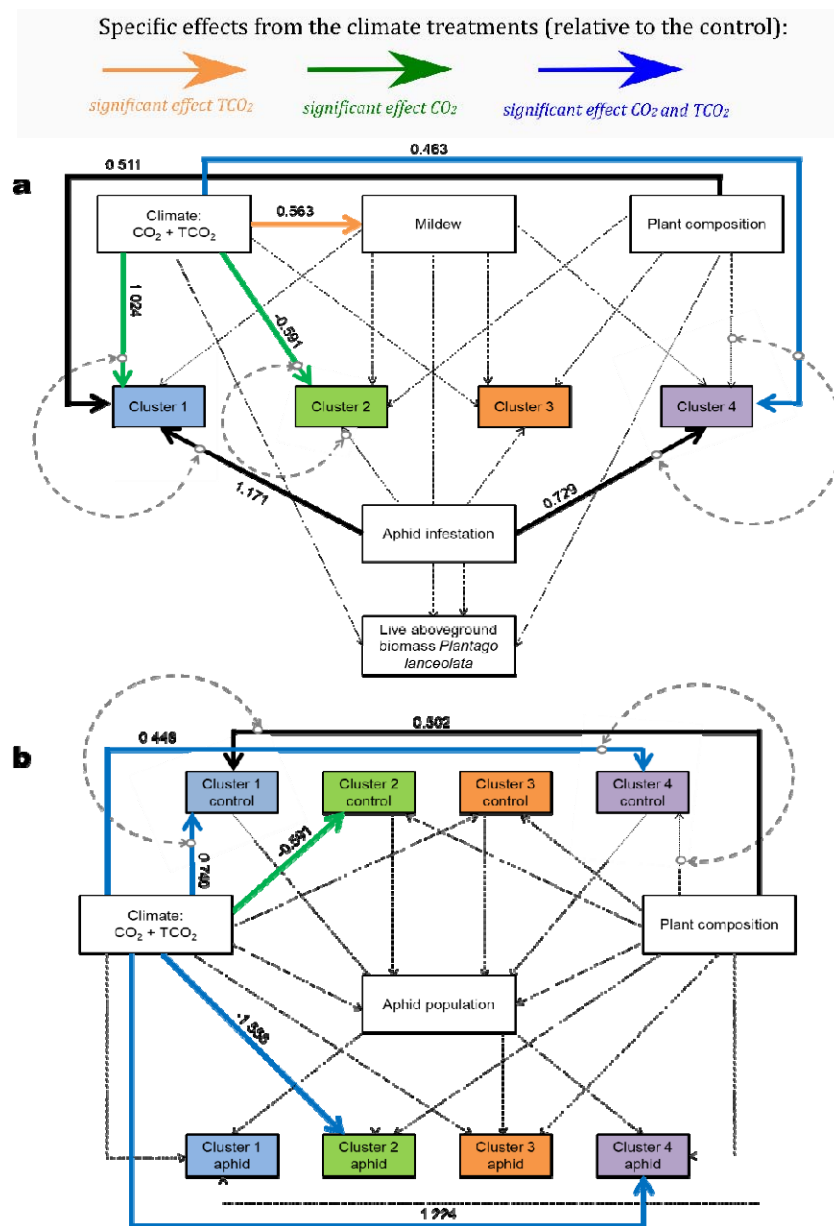 Specific effects from the climate treatments (relative to the control):
significant effect TCO₂
significant effect CO₂
significant effect CO₂ and TCO₂
0.463
0.511
a
Climate:
CO₂ + TCO₂
0.563
Mildew
Plant composition
1.024
-0.591
Cluster 1
Cluster 2
Cluster 3
Cluster 4
1.171
0.729
Aphid infestation
Live aboveground
biomass Plantago
lanceolata
0.502
0.448
b
Cluster 1
control
Cluster 2
control
Cluster 3
control
Cluster 4
control
0.740
-0.591
Climate:
CO₂ + TCO₂
Plant composition
Aphid population
Cluster 1
aphid
Cluster 2
aphid
Cluster 3
aphid
Cluster 4
aphid
1.224